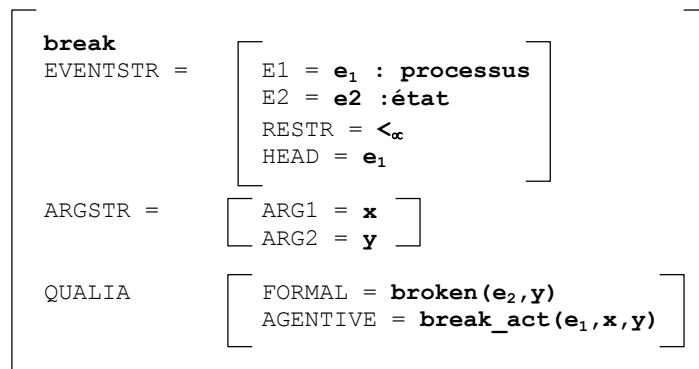 break
EVENTSTR = E1 = e₁ : processus
E2 = e2 :état
RESTR = <∝
HEAD = e₁
ARGSTR = ARG1 = x
ARG2 = y
QUALIA FORMAL = broken(e₂,y)
AGENTIVE = break_act(e₁,x,y)